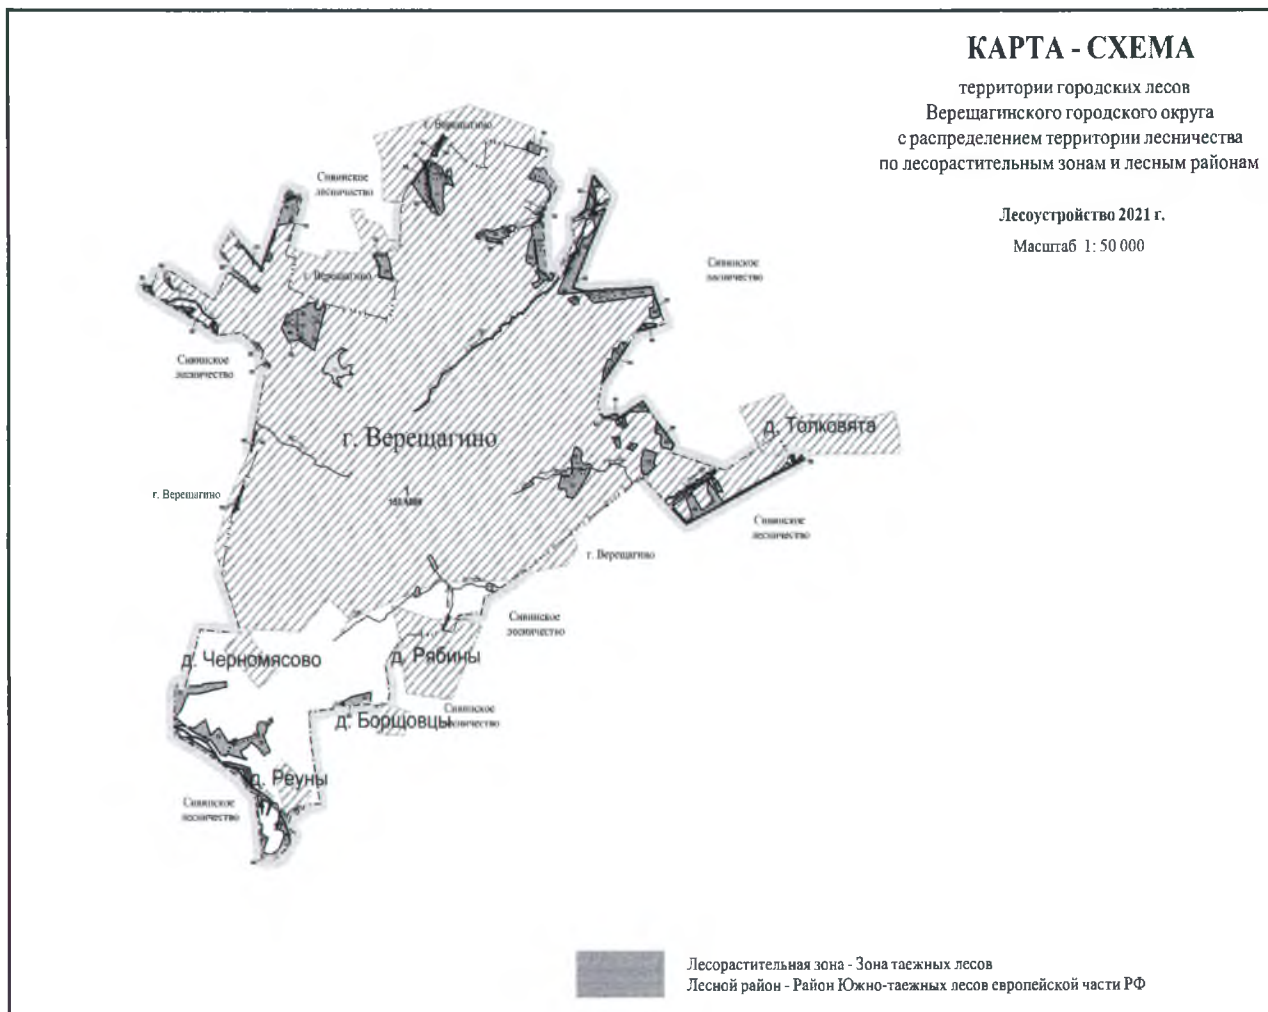 КАРТА - СХЕМА
территории городских лесов
Верещагинского городского округа
с распределением территории лесничества
по лесорастительным зонам и лесным районам
Лесоустройство 2021 г.
Масштаб 1: 50 000
г. Верещагино
Сивинское
лесничество
Сивинское
лесничество
г. Верещагино
Сивинское
лесничество
д. Толковята
г. Верещагино
г. Верещагино
Сивинское
лесничество
г. Верещагино
Сивинское
лесничество
д. Черномясово
д. Рябины
Сивинское
лесничество
д. Борщовцы
д. Реуны
Сивинское
лесничество
Лесорастительная зона - Зона таежных лесов
Лесной район - Район Южно-таежных лесов европейской части РФ